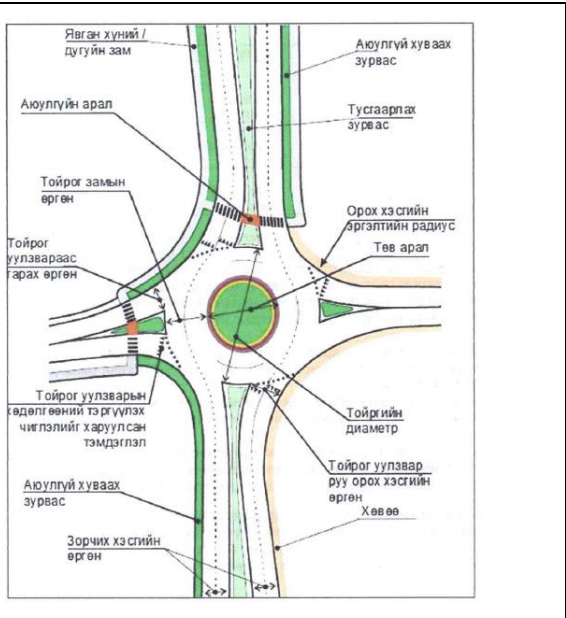 Явган хүний /
дугуйн зам
Аюулгүй хуваах
зурвас
Аюулгүйн арал
Тусгаарлах
зурвас
Тойрог замын
өргөн
Орох хэсгийн
эргэлтийн радиус
Төв арал
Тойрог
уулзвараас
гарах өргөн
Тойрог уулзварын
хөдөлгөөний тэргүүлэх
чиглэлийг харуулсан
тэмдэглэл
Тойргийн
диаметр
Тойрог уулзвар
руу орох хэсгийн
өргөн
Аюулгүй хуваах
зурвас
Хөвөө
Зорчих хэсгийн
өргөн